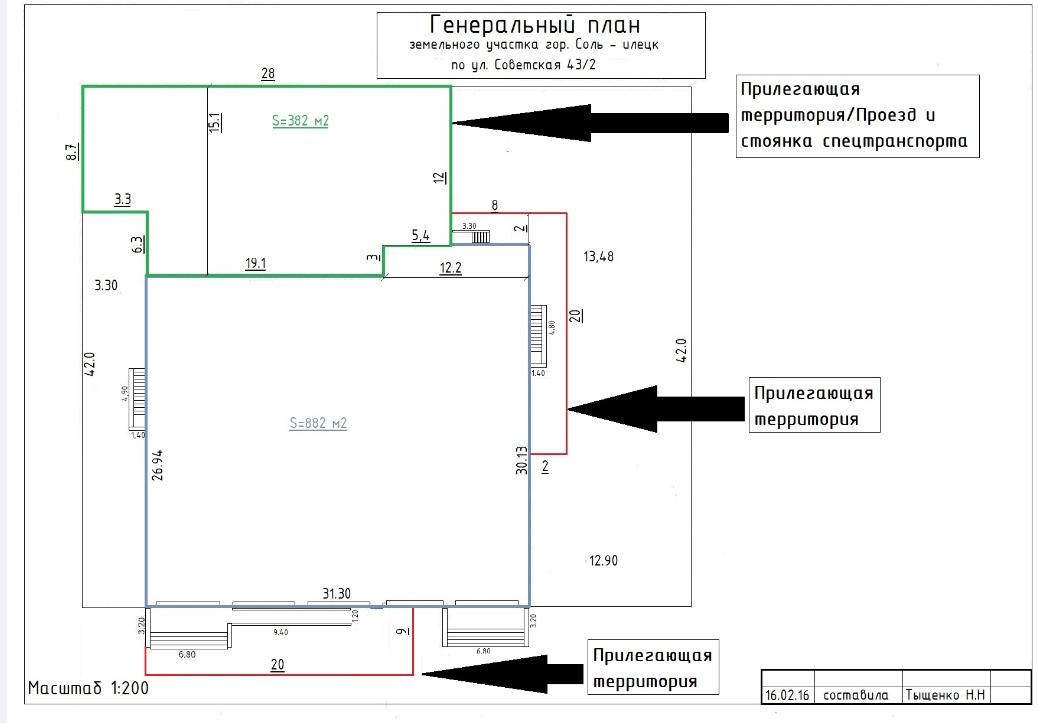 Генеральный план
земельного участка гор. Соль - илецк
по ул. Советская 43/2
28
Прилегающая
территория/Проезд и
стоянка спецтранспорта
15.1
S=382 м2
8.7
12
3.3
8
6.3
5,4
3.30
2
3
19.1
12.2
13,48
3.30
20
4.80
42.0
42.0
1.40
4.90
Прилегающая
территория
S=882 м2
1.40
26.94
30.13
2
12.90
31.30
3.20
9.40
1.20
9
3.20
6.80
6.80
20
Прилегающая
территория
Масштаб 1:200
16.02.16 составила Тыщенко Н.Н